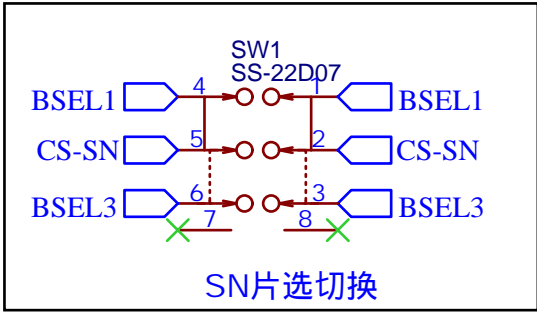 SW1
SS-22D07
BSEL1 4 1 BSEL1
CS-SN 5 2 CS-SN
BSEL3 6 3 BSEL3
7 8
SN片选切换